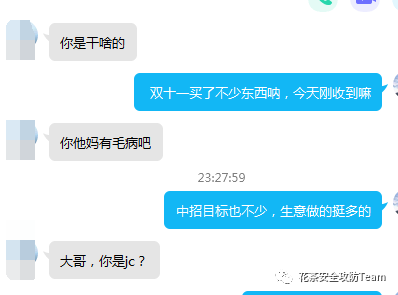 你是干啥的
双十一买了不少东西呐，今天刚收到嘛
你他妈有毛病吧
23:27:59
中招目标也不少，生意做的挺多的
大哥，你是jc？
花茶安全攻防Team